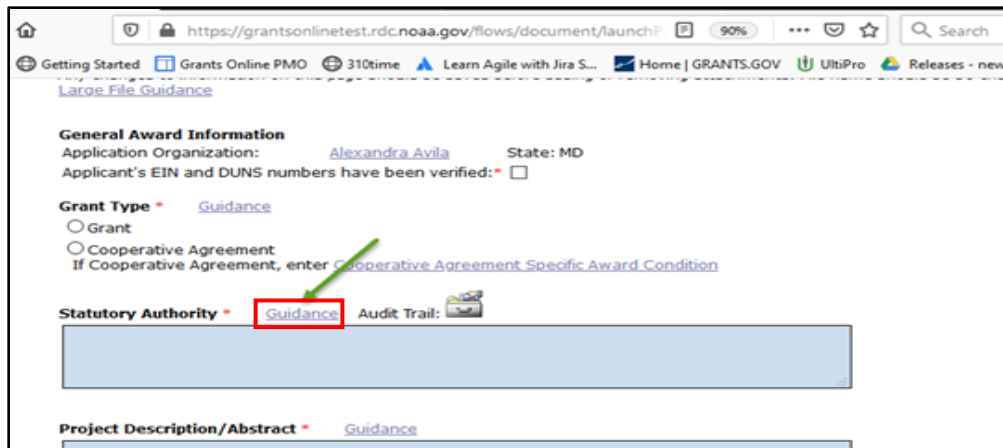 https://grantsonlinetest.rdc.noaa.gov/flows/document/launchP 90% ... Search
Getting Started Grants Online PMO 310time Learn Agile with Jira S... Home | GRANTS.GOV UltiPro Releases - new
Large File Guidance
General Award Information
Application Organization: Alexandra Avila State: MD
Applicant's EIN and DUNS numbers have been verified:*
Grant Type * Guidance
Grant
Cooperative Agreement
If Cooperative Agreement, enter Cooperative Agreement Specific Award Condition
Statutory Authority * Guidance Audit Trail:
Project Description/Abstract * Guidance